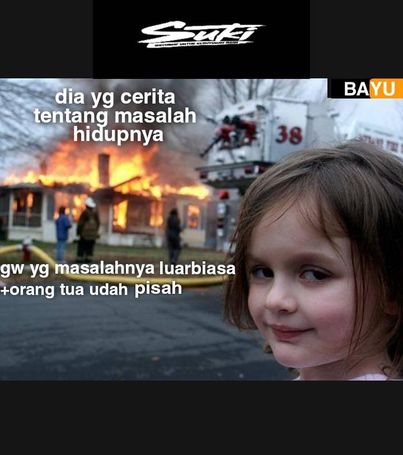 Suki
BAYU
dia yg cerita
tentang masalah
hidupnya
38
gw yg masalahnya luarbiasa
+orang tua udah pisah